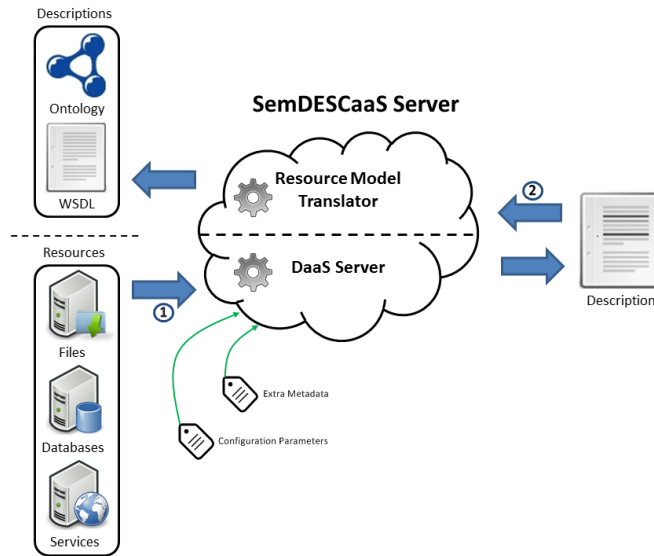 Descriptions
Ontology
WSDL
SemDESCaaS Server
Resource Model
Translator
DaaS Server
2
Description
Resources
1
Files
Databases
Services
Extra Metadata
Configuration Parameters